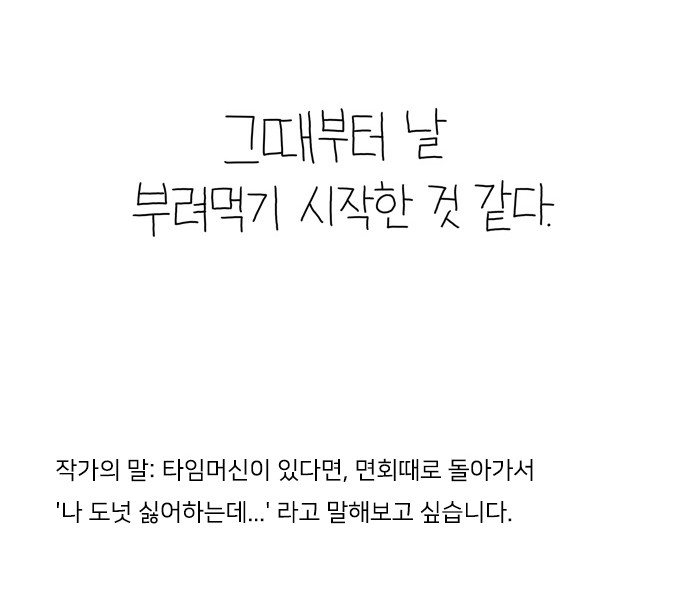 그때부터 날
부려먹기 시작한 것 같다.
작가의 말: 타임머신이 있다면, 면회때로 돌아가서
'나 도넛 싫어하는데...' 라고 말해보고 싶습니다.